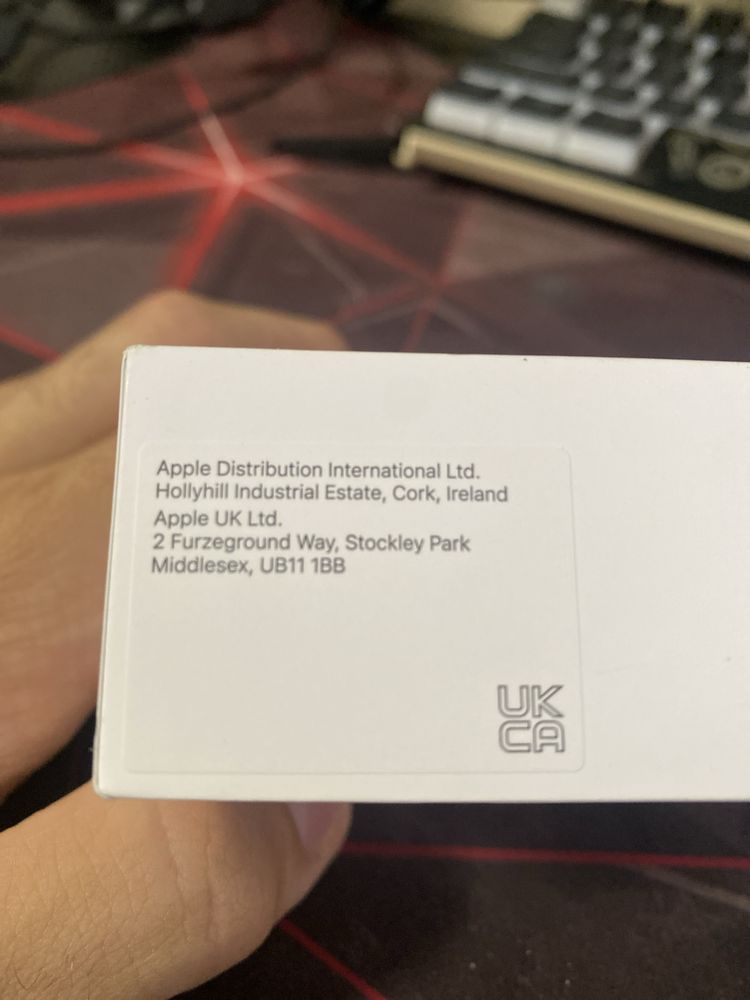 Apple Distribution International Ltd.
Hollyhill Industrial Estate, Cork, Ireland
Apple UK Ltd.
2 Furzeground Way, Stockley Park
Middlesex, UB11 1BB
UK
CA